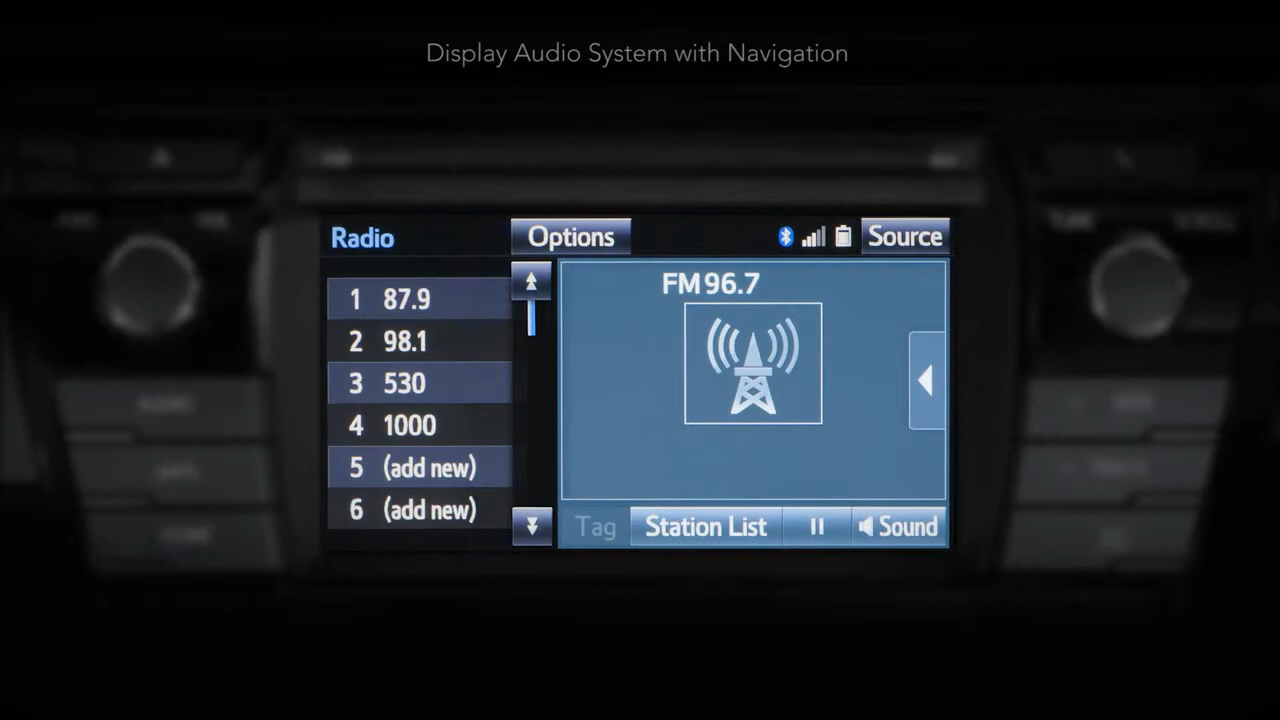 Display Audio System with Navigation
Radio
Options
Source
1 87.9
2 98.1
3 530
4 1000
5 (add new)
6 (add new)
FM 96.7
Tag
Station List
Sound